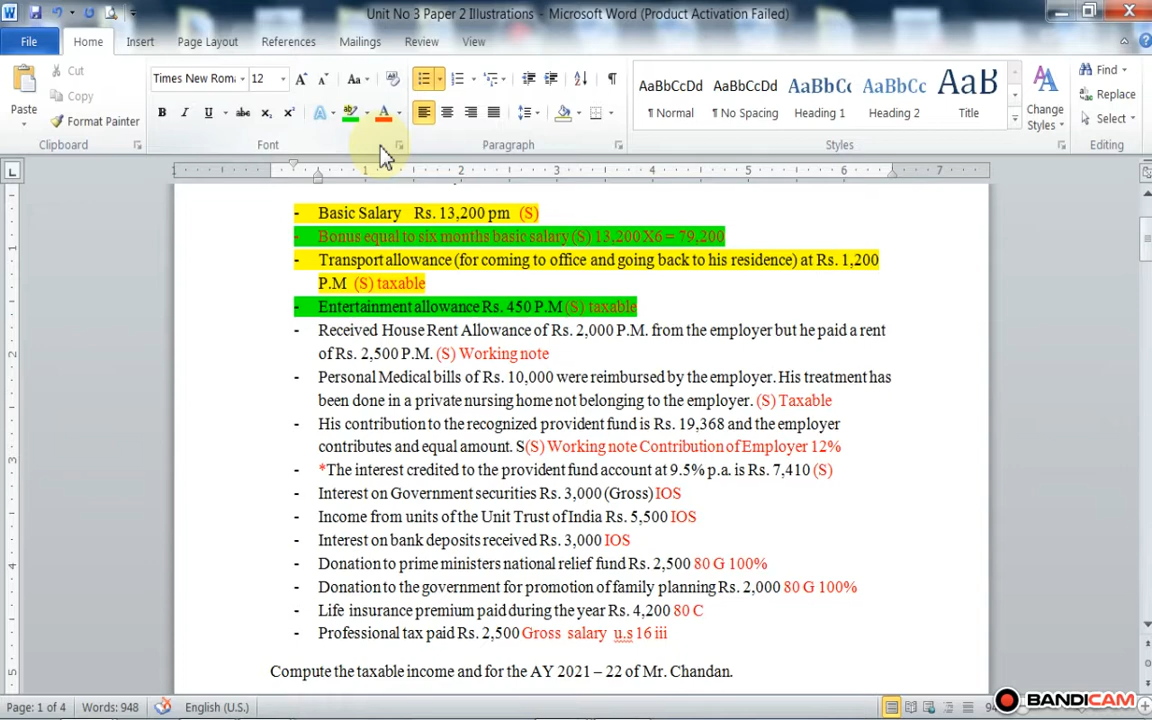 Unit No 3 Paper 2 Illustrations - Microsoft Word (Product Activation Failed)
File Home Insert Page Layout References Mailings Review View
Cut
Copy
Format Painter
Paste
Clipboard
Times New Rom 12
Font
Paragraph
AaBbCcDd AaBbCcDd AaBbCc AaBbCc AaB
¶ Normal ¶ No Spacing Heading 1 Heading 2 Title
Change Styles
Styles
Find
Replace
Select
Editing
- Basic Salary Rs. 13,200 pm (S)
- Bonus equal to six months basic salary (S) 13,200 X6 = 79,200
- Transport allowance (for coming to office and going back to his residence) at Rs. 1,200
P.M (S) taxable
- Entertainment allowance Rs. 450 P.M (S) taxable
- Received House Rent Allowance of Rs. 2,000 P.M. from the employer but he paid a rent
of Rs. 2,500 P.M. (S) Working note
- Personal Medical bills of Rs. 10,000 were reimbursed by the employer. His treatment has
been done in a private nursing home not belonging to the employer. (S) Taxable
- His contribution to the recognized provident fund is Rs. 19,368 and the employer
contributes and equal amount. S(S) Working note Contribution of Employer 12%
- *The interest credited to the provident fund account at 9.5% p.a. is Rs. 7,410 (S)
- Interest on Government securities Rs. 3,000 (Gross) IOS
- Income from units of the Unit Trust of India Rs. 5,500 IOS
- Interest on bank deposits received Rs. 3,000 IOS
- Donation to prime ministers national relief fund Rs. 2,500 80 G 100%
- Donation to the government for promotion of family planning Rs. 2,000 80 G 100%
- Life insurance premium paid during the year Rs. 4,200 80 C
- Professional tax paid Rs. 2,500 Gross salary u.s 16 iii
Compute the taxable income and for the AY 2021 – 22 of Mr. Chandan.
Page: 1 of 4 Words: 948 English (U.S.)
BANDICAM